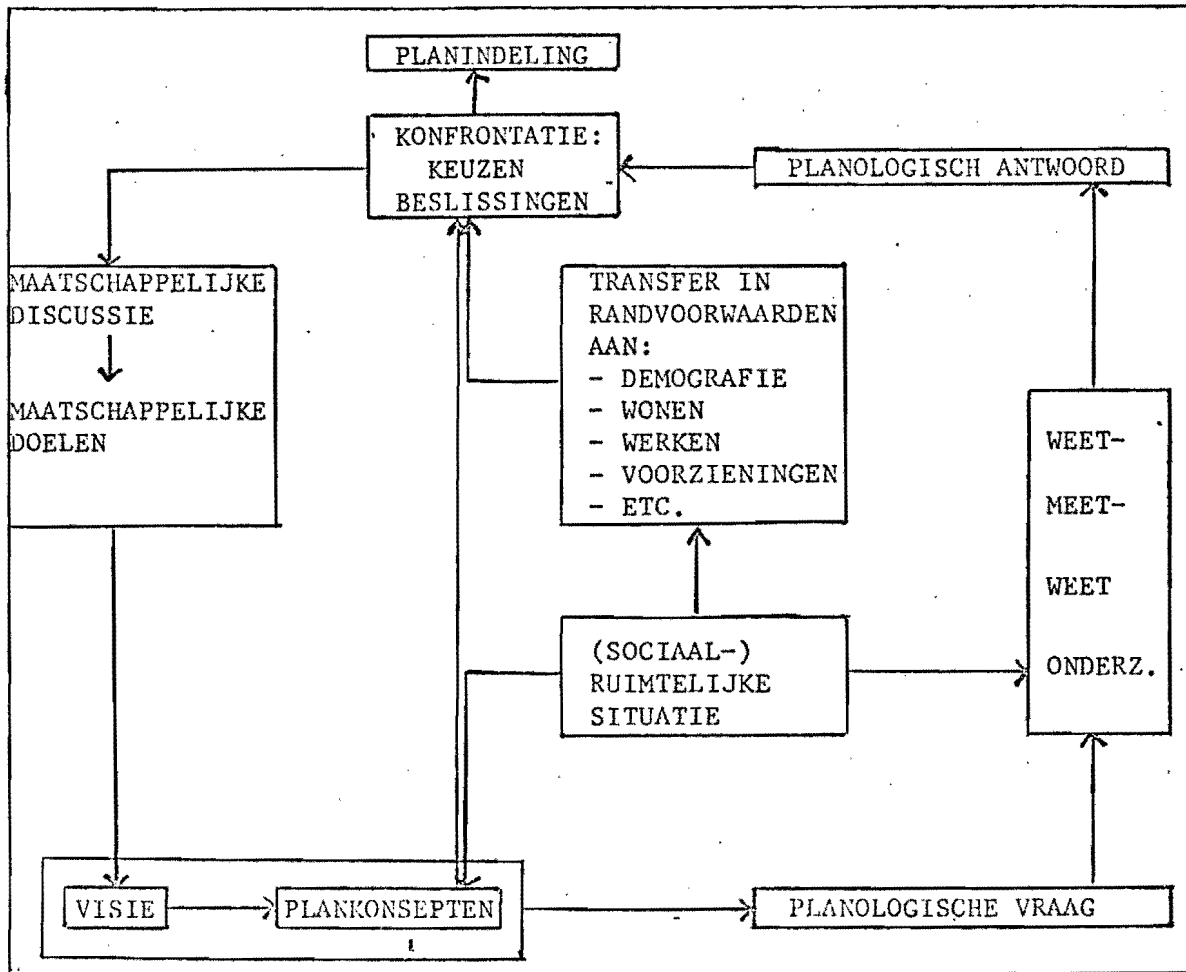 PLANINDELING
KONFRONTATIE:
KEUZEN
BESLISSINGEN
PLANOLOGISCH ANTWOORD
MAATSCHAPPELIJKE
DISCUSSIE
MAATSCHAPPELIJKE
DOELEN
TRANSFER IN
RANDVOORWAARDEN
AAN:
- DEMOGRAFIE
- WONEN
- WERKEN
- VOORZIENINGEN
- ETC.
WEET-
MEET-
WEET
ONDERZ.
(SOCIAAL-)
RUIMTELIJKE
SITUATIE
VISIE
PLANKONSEPTEN
PLANOLOGISCHE VRAAG